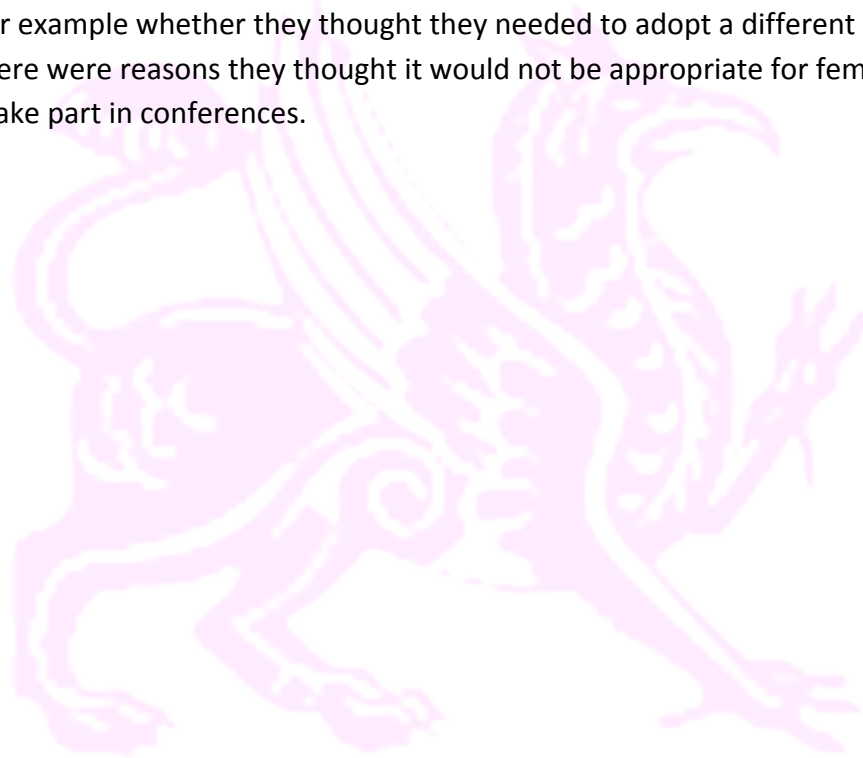 r example whether they thought they needed to adopt a different
ere were reasons they thought it would not be appropriate for fem
ake part in conferences.